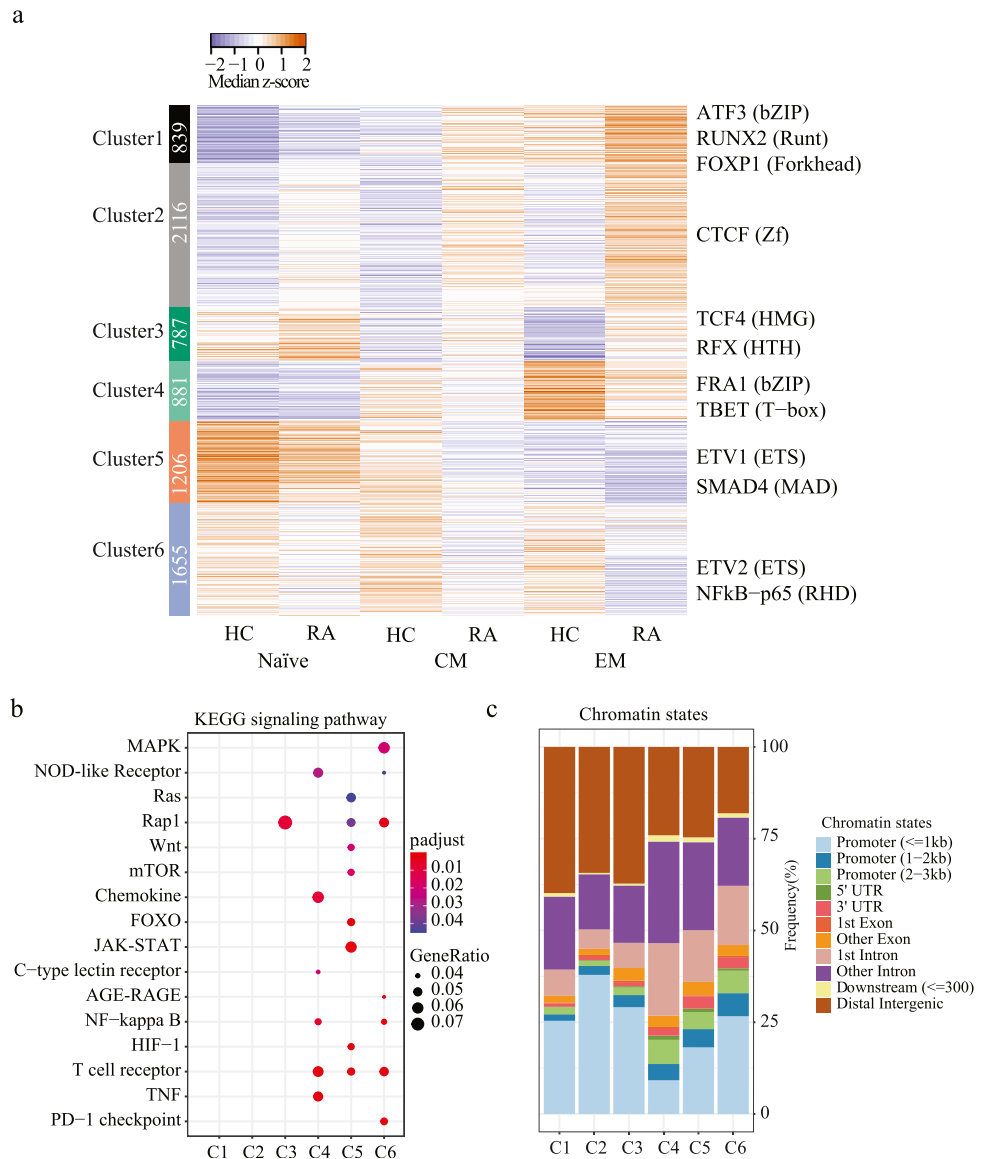 a
−2 −1 0 1 2
Median z-score
Cluster1 839 ATF3 (bZIP)
RUNX2 (Runt)
FOXP1 (Forkhead)
Cluster2 2116 CTCF (Zf)
Cluster3 787 TCF4 (HMG)
RFX (HTH)
Cluster4 881 FRA1 (bZIP)
TBET (T−box)
Cluster5 1206 ETV1 (ETS)
SMAD4 (MAD)
Cluster6 1655 ETV2 (ETS)
NFkB−p65 (RHD)
HC RA HC RA HC RA
Naïve CM EM
b
KEGG signaling pathway
MAPK
NOD-like Receptor
Ras
Rap1
Wnt
mTOR
Chemokine
FOXO
JAK-STAT
C−type lectin receptor
AGE-RAGE
NF−kappa B
HIF−1
T cell receptor
TNF
PD−1 checkpoint
C1 C2 C3 C4 C5 C6
padjust
0.01
0.02
0.03
0.04
GeneRatio
0.04
0.05
0.06
0.07
c
Chromatin states
100
75
50
25
0
Frequency(%)
C1 C2 C3 C4 C5 C6
Chromatin states
Promoter (<=1kb)
Promoter (1−2kb)
Promoter (2−3kb)
5' UTR
3' UTR
1st Exon
Other Exon
1st Intron
Other Intron
Downstream (<=300)
Distal Intergenic